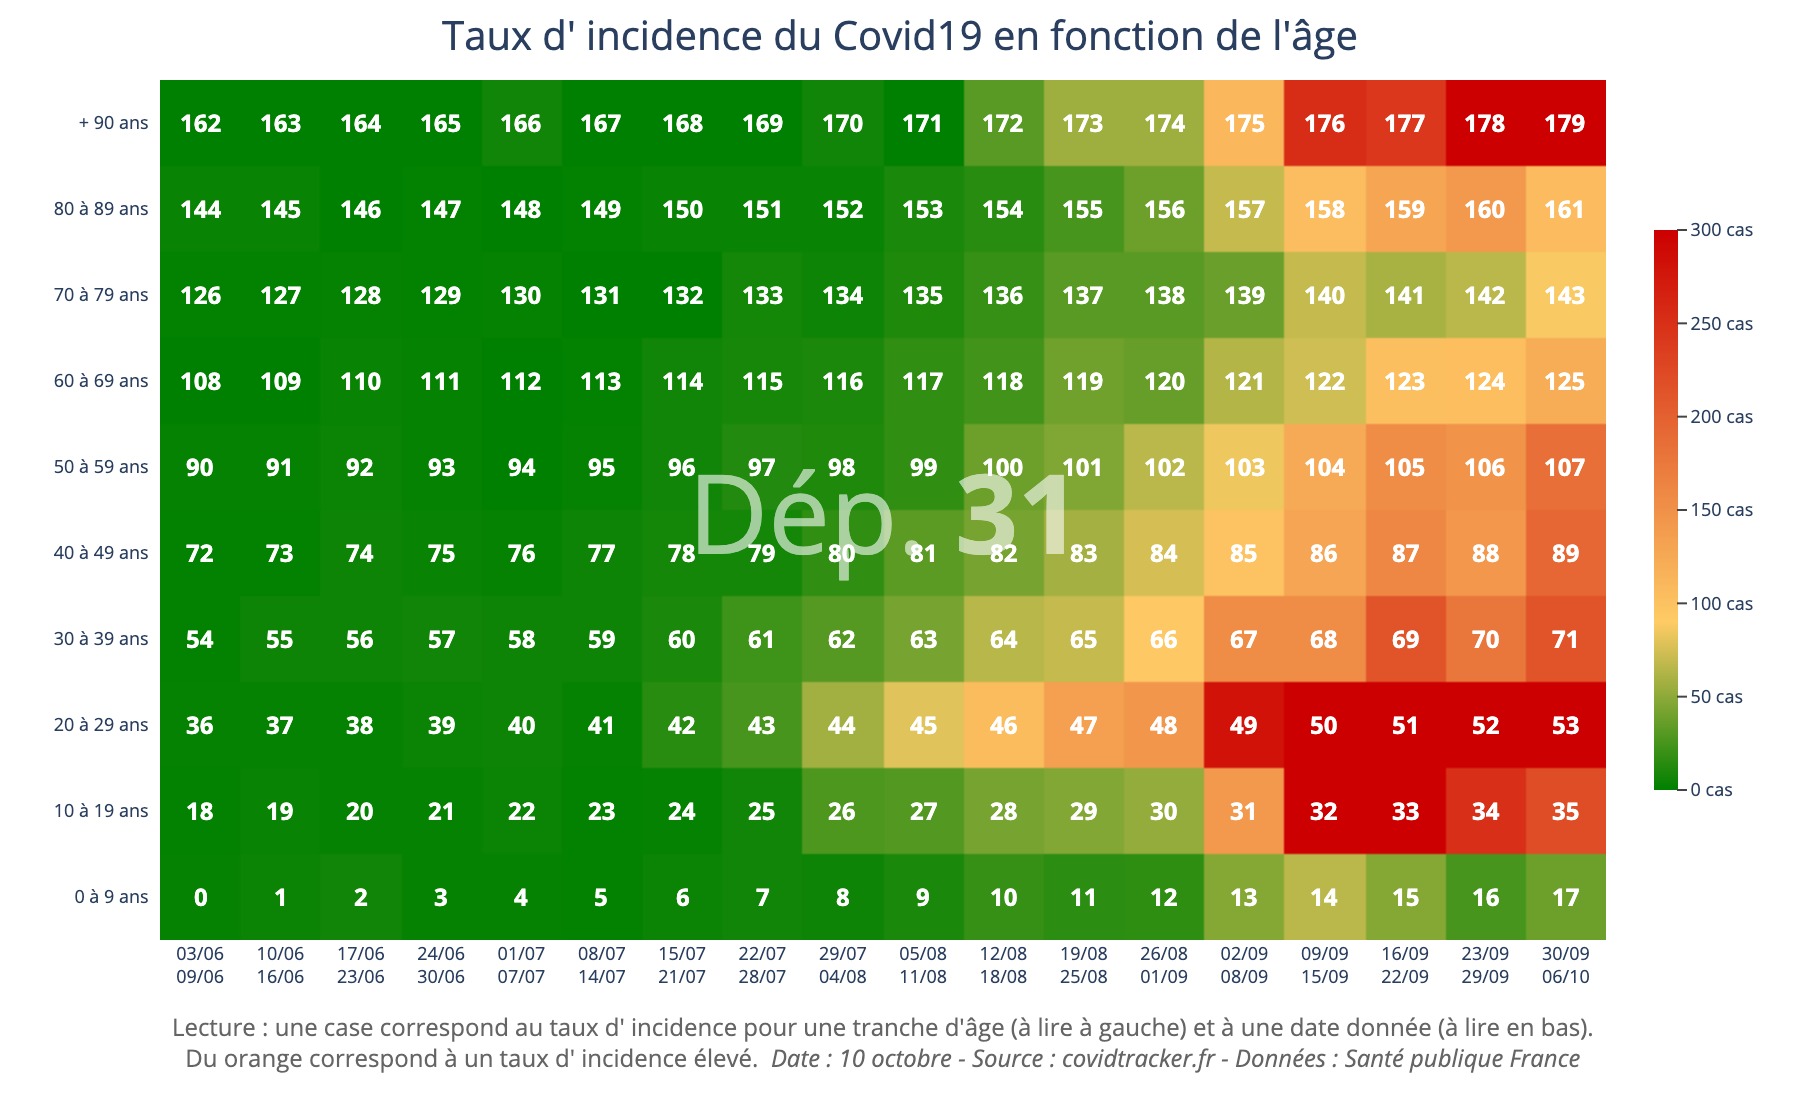 Taux d' incidence du Covid19 en fonction de l'âge
+ 90 ans 162 163 164 165 166 167 168 169 170 171 172 173 174 175 176 177 178 179
80 à 89 ans 144 145 146 147 148 149 150 151 152 153 154 155 156 157 158 159 160 161
300 cas
70 à 79 ans 126 127 128 129 130 131 132 133 134 135 136 137 138 139 140 141 142 143
250 cas
60 à 69 ans 108 109 110 111 112 113 114 115 116 117 118 119 120 121 122 123 124 125
200 cas
50 à 59 ans 90 91 92 93 94 95 96 97 98 99 100 101 102 103 104 105 106 107
Dép. 31
150 cas
40 à 49 ans 72 73 74 75 76 77 78 79 80 81 82 83 84 85 86 87 88 89
100 cas
30 à 39 ans 54 55 56 57 58 59 60 61 62 63 64 65 66 67 68 69 70 71
50 cas
20 à 29 ans 36 37 38 39 40 41 42 43 44 45 46 47 48 49 50 51 52 53
0 cas
10 à 19 ans 18 19 20 21 22 23 24 25 26 27 28 29 30 31 32 33 34 35
0 à 9 ans 0 1 2 3 4 5 6 7 8 9 10 11 12 13 14 15 16 17
03/06 10/06 17/06 24/06 01/07 08/07 15/07 22/07 29/07 05/08 12/08 19/08 26/08 02/09 09/09 16/09 23/09 30/09
09/06 16/06 23/06 30/06 07/07 14/07 21/07 28/07 04/08 11/08 18/08 25/08 01/09 08/09 15/09 22/09 29/09 06/10
Lecture : une case correspond au taux d' incidence pour une tranche d'âge (à lire à gauche) et à une date donnée (à lire en bas).
Du orange correspond à un taux d' incidence élevé. Date : 10 octobre - Source : covidtracker.fr - Données : Santé publique France